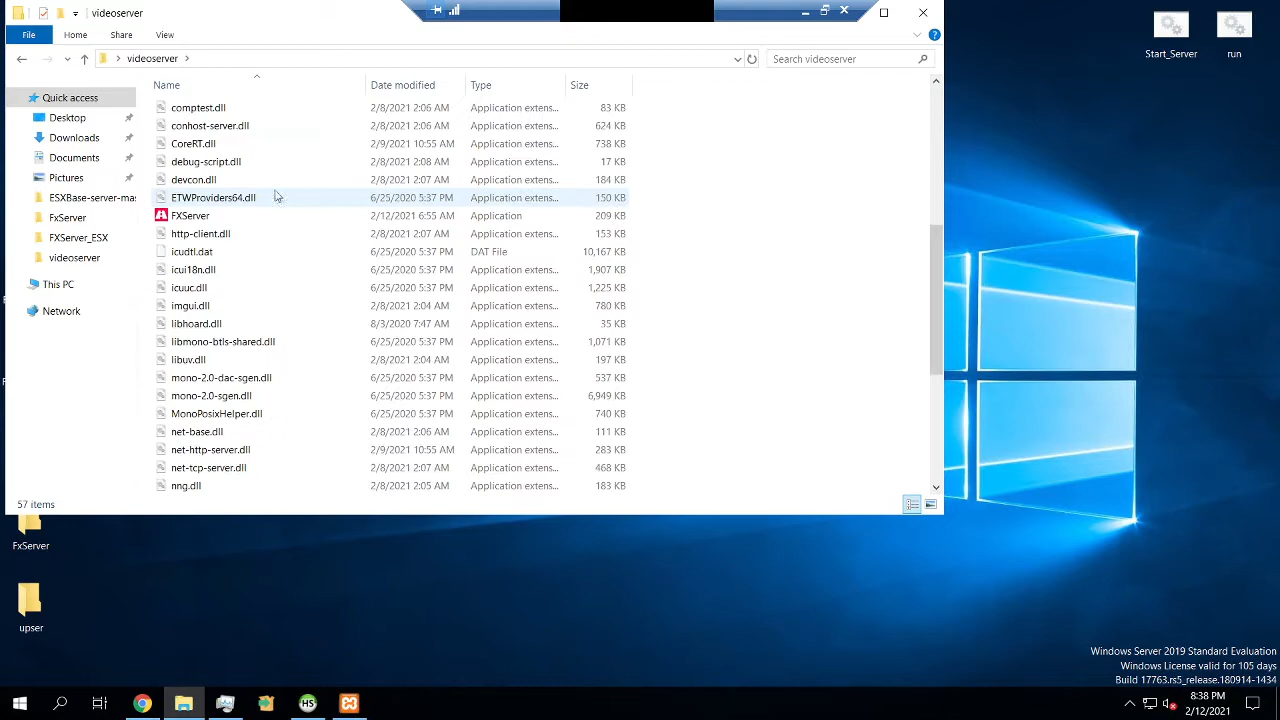 videoserver
File Home Share View
videoserver
Search videoserver
Name Date modified Type Size
Quick access
Desktop
Downloads
Documents
Pictures
ESXBase-server-mas
FxServer
FXServer_ESX
videoserver
This PC
Network
comptest.dll 2/8/2021 2:06 AM Application extens... 83 KB
conhost-server.dll 2/8/2021 2:06 AM Application extens... 624 KB
CoreRT.dll 2/9/2021 10:55 AM Application extens... 738 KB
debug-script.dll 2/8/2021 2:08 AM Application extens... 17 KB
devcon.dll 2/8/2021 2:07 AM Application extens... 184 KB
ETWProviders64.dll 6/25/2020 5:37 PM Application extens... 150 KB
FXServer 2/12/2021 6:55 AM Application 209 KB
http-client.dll 2/8/2021 2:07 AM Application extens... 153 KB
icudtl.dat 6/25/2020 5:37 PM DAT File 10,167 KB
icui18n.dll 6/25/2020 5:37 PM Application extens... 1,907 KB
icuuc.dll 6/25/2020 5:37 PM Application extens... 1,225 KB
imgui.dll 2/8/2021 2:04 AM Application extens... 780 KB
libhoard.dll 8/3/2020 7:47 AM Application extens... 35 KB
libmono-btls-shared.dll 6/25/2020 5:37 PM Application extens... 1,071 KB
libuv.dll 2/8/2021 2:04 AM Application extens... 197 KB
mono-2.0-dac-sgen.dll 6/25/2020 5:37 PM Application extens... 537 KB
mono-2.0-sgen.dll 6/25/2020 5:37 PM Application extens... 6,949 KB
MonoPosixHelper.dll 6/25/2020 5:37 PM Application extens... 740 KB
net-base.dll 2/8/2021 2:06 AM Application extens... 111 KB
net-http-server.dll 2/9/2021 10:55 AM Application extens... 283 KB
net-tcp-server.dll 2/8/2021 2:07 AM Application extens... 468 KB
nng.dll 2/8/2021 2:05 AM Application extens... 183 KB
57 items
Start_Server
run
FxServer
upser
Windows Server 2019 Standard Evaluation
Windows License valid for 105 days
Build 17763.rs5_release.180914-1434
HS
8:38 PM
2/12/2021